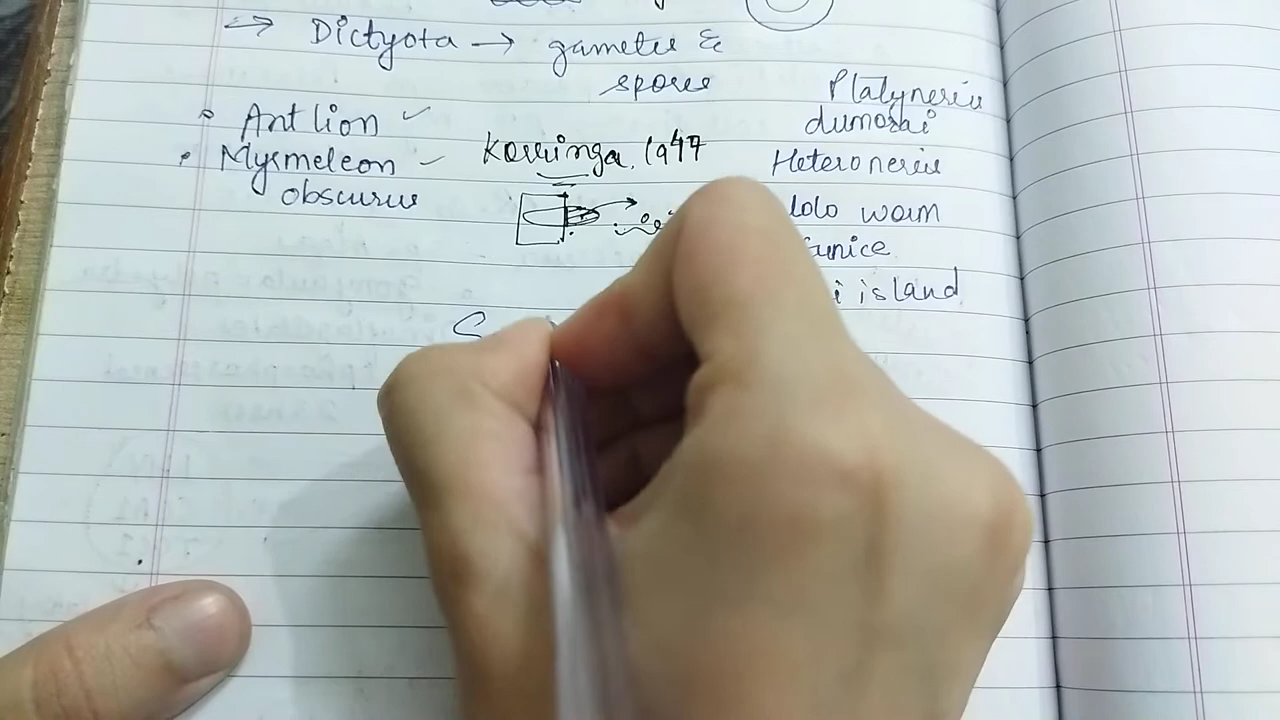 → Dictyota → gametes &
spores
Platynereis
dumorai
• Ant lion ✓
Korringa, 1947
• Myrmeleon –
obscurus
Heteronereis
lolo worm
unice
i island